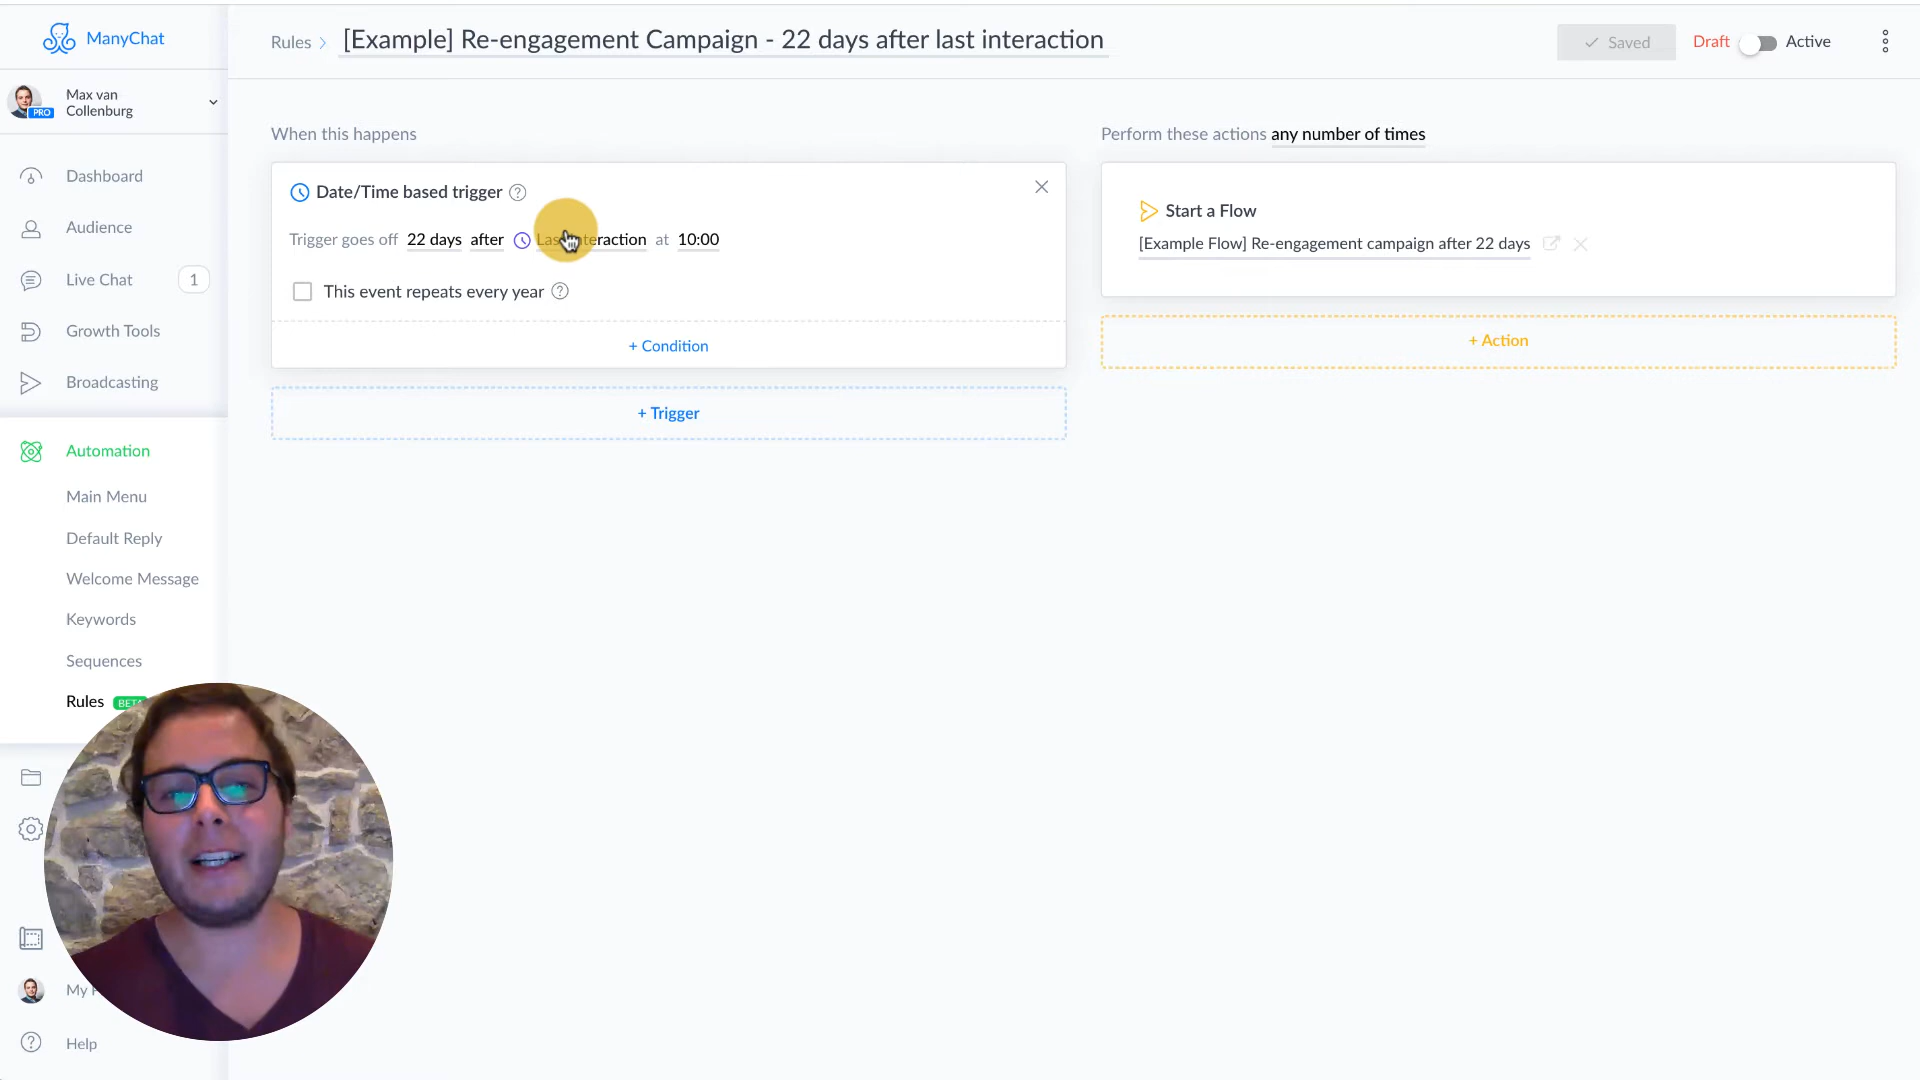 ManyChat
Rules
[Example] Re-engagement Campaign - 22 days after last interaction
Saved
Draft
Active
Max van
Collenburg
PRO
Dashboard
Audience
Live Chat
1
Growth Tools
Broadcasting
Automation
Main Menu
Default Reply
Welcome Message
Keywords
Sequences
Rules
My
Help
When this happens
Date/Time based trigger ?
Trigger goes off 22 days after Last Interaction at 10:00
This event repeats every year ?
+ Condition
+ Trigger
Perform these actions any number of times
Start a Flow
[Example Flow] Re-engagement campaign after 22 days
+ Action